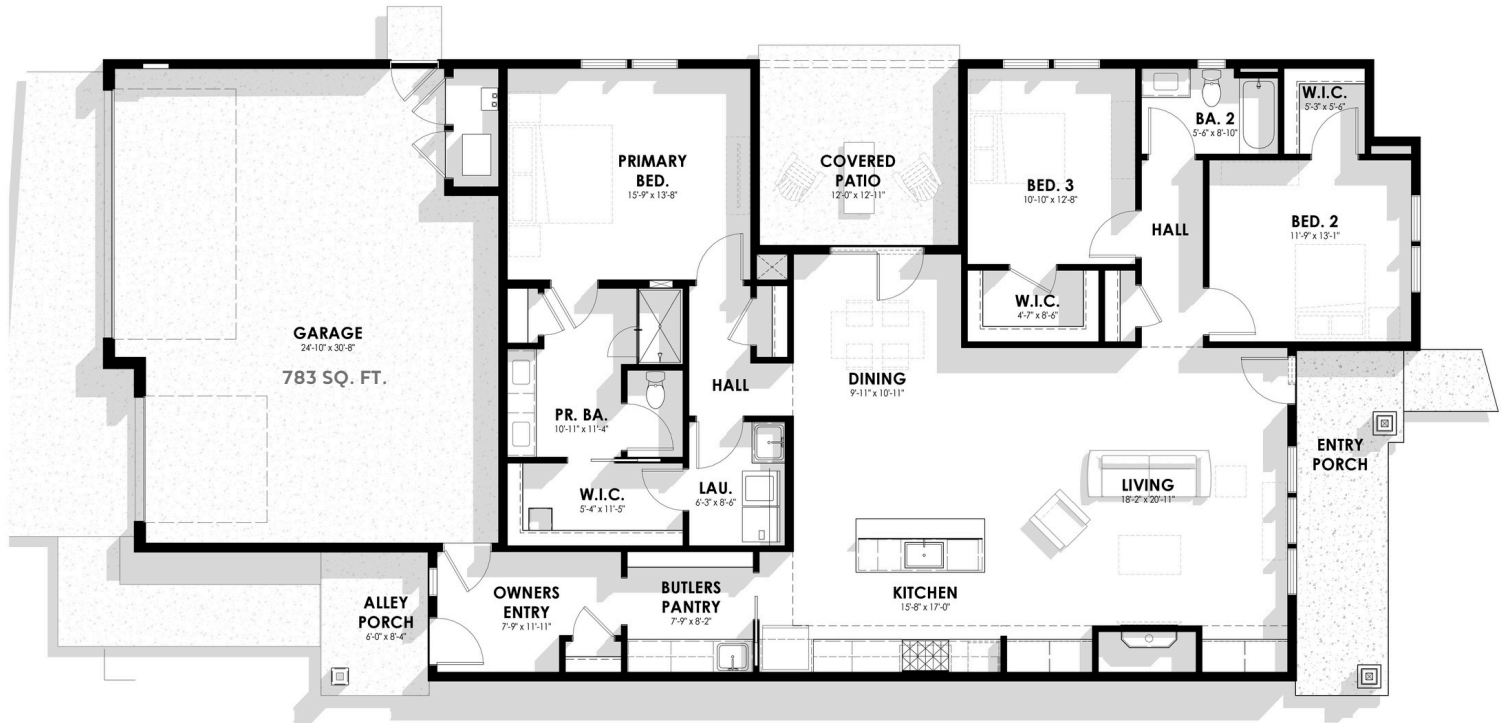 W.I.C.
5'-3" x 5'-6"
BA. 2
5'-6" x 8'-10"
PRIMARY
BED.
15'-9" x 13'-8"
COVERED
PATIO
12'-0" x 12'-11"
BED. 3
10'-10" x 12'-8"
HALL
BED. 2
11'-9" x 13'-1"
W.I.C.
4'-7" x 8'-6"
GARAGE
24'-10" x 30'-8"
783 SQ. FT.
DINING
9'-11" x 10'-11"
HALL
PR. BA.
10'-11" x 11'-4"
ENTRY
PORCH
W.I.C.
5'-4" x 11'-5"
LAU.
6'-3" x 8'-6"
LIVING
18'-2" x 20'-11"
ALLEY
PORCH
6'-0" x 8'-4"
OWNERS
ENTRY
7'-9" x 11'-11"
BUTLERS
PANTRY
7'-9" x 8'-2"
KITCHEN
15'-8" x 17'-0"